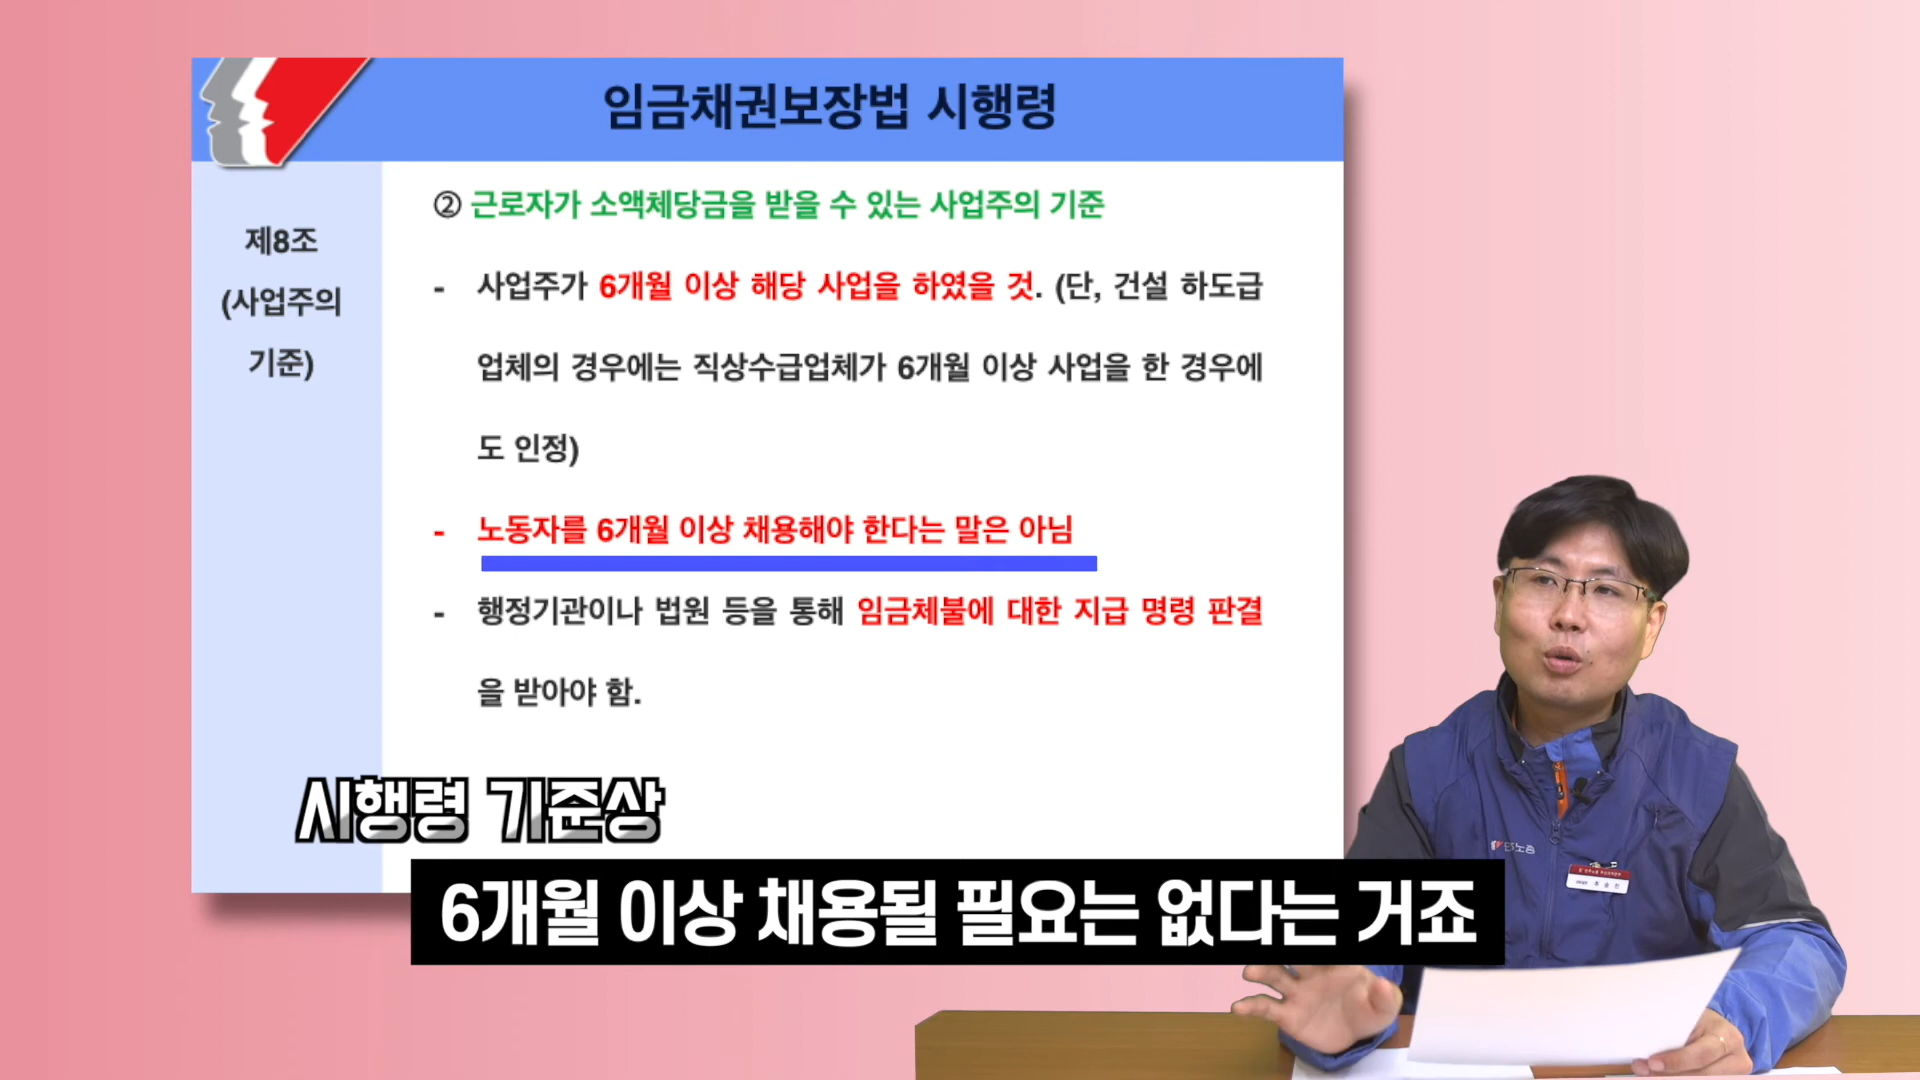 임금채권보장법 시행령
제8조
(사업주의
기준)
② 근로자가 소액체당금을 받을 수 있는 사업주의 기준
- 사업주가 6개월 이상 해당 사업을 하였을 것. (단, 건설 하도급
업체의 경우에는 직상수급업체가 6개월 이상 사업을 한 경우에
도 인정)
- 노동자를 6개월 이상 채용해야 한다는 말은 아님
- 행정기관이나 법원 등을 통해 임금체불에 대한 지급 명령 판결
을 받아야 함.
시행령 기준상
6개월 이상 채용될 필요는 없다는 거죠
민주노총